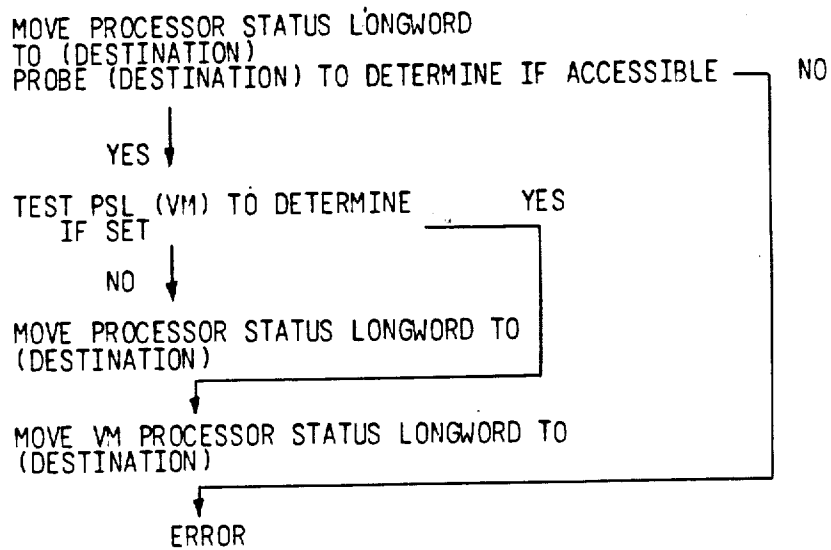 MOVE PROCESSOR STATUS LONGWORD
TO (DESTINATION)
PROBE (DESTINATION) TO DETERMINE IF ACCESSIBLE NO
YES
TEST PSL (VM) TO DETERMINE YES
IF SET
NO
MOVE PROCESSOR STATUS LONGWORD TO
(DESTINATION)
MOVE VM PROCESSOR STATUS LONGWORD TO
(DESTINATION)
ERROR